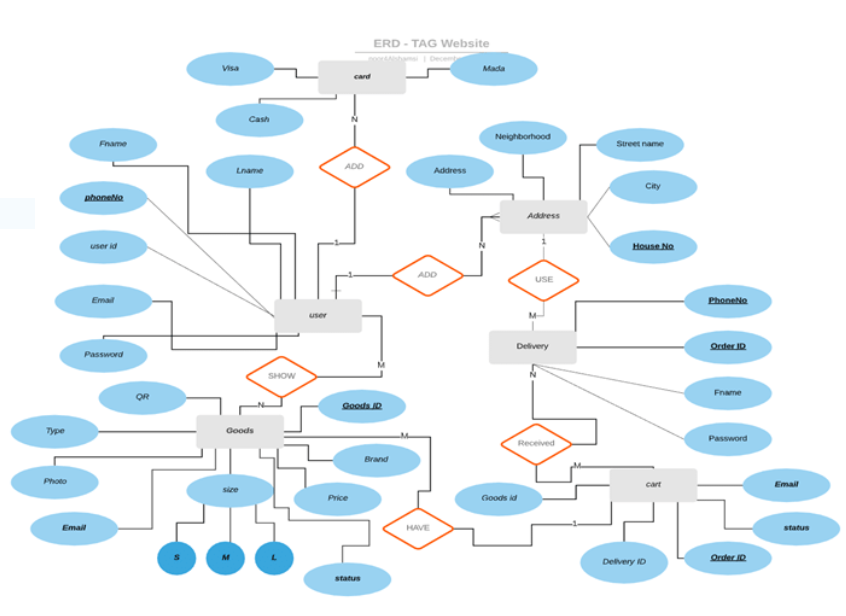 ERD - TAG Website
Visa
card
Mada
Cash
N
Neighborhood
Street name
Fname
ADD
Lname
Address
City
phoneNo
Address
user id
1
N
1
House No
1
ADD
USE
Email
user
M
PhoneNo
Password
Delivery
Order ID
M
SHOW
N
QR
N
Goods ID
Fname
Type
Goods
M
Received
Password
Photo
Brand
M
size
Price
Goods id
cart
Email
Email
HAVE
1
status
S
M
L
status
Delivery ID
Order ID